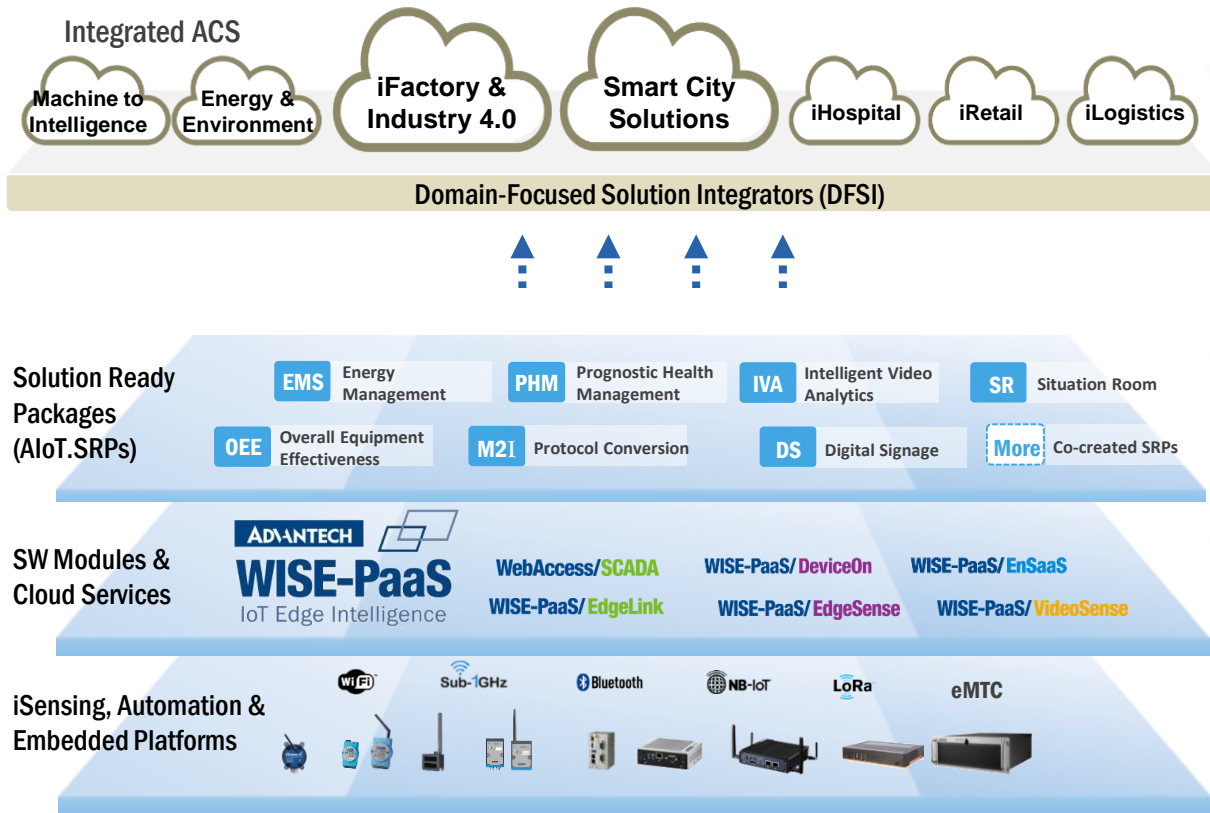 Integrated ACS
Machine to
Intelligence
Energy &
Environment
iFactory &
Industry 4.0
Smart City
Solutions
iHospital
iRetail
iLogistics
Domain-Focused Solution Integrators (DFSI)
Solution Ready
Packages
(AIoT.SRPs)
EMS
Energy
Management
PHM
Prognostic Health
Management
IVA
Intelligent Video
Analytics
SR
Situation Room
OEE
Overall Equipment
Effectiveness
M2I
Protocol Conversion
DS
Digital Signage
More
Co-created SRPs
SW Modules &
Cloud Services
ADVANTECH
WISE-PaaS
IoT Edge Intelligence
WebAccess/SCADA
WISE-PaaS/DeviceOn
WISE-PaaS/EnSaaS
WISE-PaaS/EdgeLink
WISE-PaaS/EdgeSense
WISE-PaaS/VideoSense
iSensing, Automation &
Embedded Platforms
WiFi
Sub-1GHz
Bluetooth
NB-IoT
LoRa
eMTC